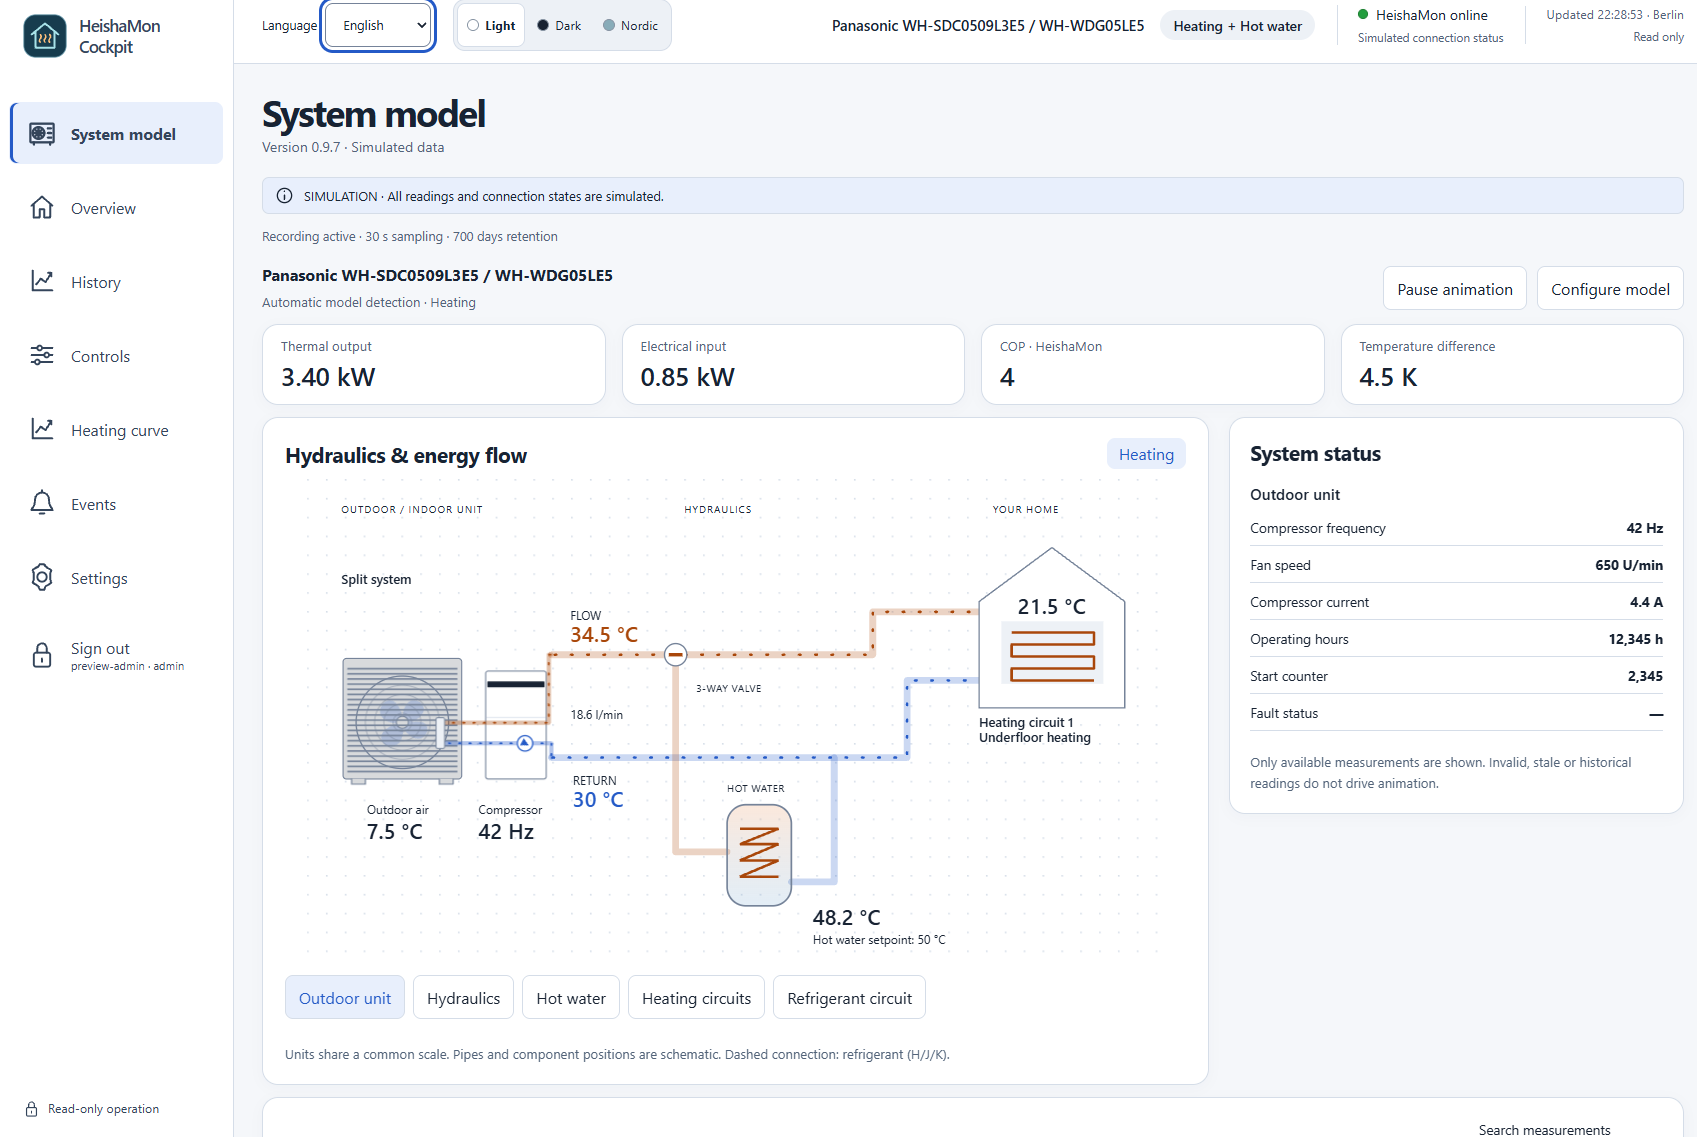 HeishaMon
Cockpit
Language
English
Light
Dark
Nordic
Panasonic WH-SDC0509L3E5 / WH-WDG05LE5
Heating + Hot water
HeishaMon online
Simulated connection status
Updated 22:28:53 · Berlin
Read only
System model
Overview
History
Controls
Heating curve
Events
Settings
Sign out
preview-admin · admin
Read-only operation
System model
Version 0.9.7 · Simulated data
SIMULATION · All readings and connection states are simulated.
Recording active · 30 s sampling · 700 days retention
Panasonic WH-SDC0509L3E5 / WH-WDG05LE5
Automatic model detection · Heating
Pause animation
Configure model
Thermal output
3.40 kW
Electrical input
0.85 kW
COP · HeishaMon
4
Temperature difference
4.5 K
Hydraulics & energy flow
Heating
OUTDOOR / INDOOR UNIT
HYDRAULICS
YOUR HOME
Split system
FLOW
34.5 °C
21.5 °C
3-WAY VALVE
18.6 l/min
Heating circuit 1
Underfloor heating
RETURN
30 °C
HOT WATER
Outdoor air
7.5 °C
Compressor
42 Hz
48.2 °C
Hot water setpoint: 50 °C
Outdoor unit
Hydraulics
Hot water
Heating circuits
Refrigerant circuit
Units share a common scale. Pipes and component positions are schematic. Dashed connection: refrigerant (H/J/K).
System status
Outdoor unit
Compressor frequency 42 Hz
Fan speed 650 U/min
Compressor current 4.4 A
Operating hours 12,345 h
Start counter 2,345
Fault status —
Only available measurements are shown. Invalid, stale or historical
readings do not drive animation.
Search measurements